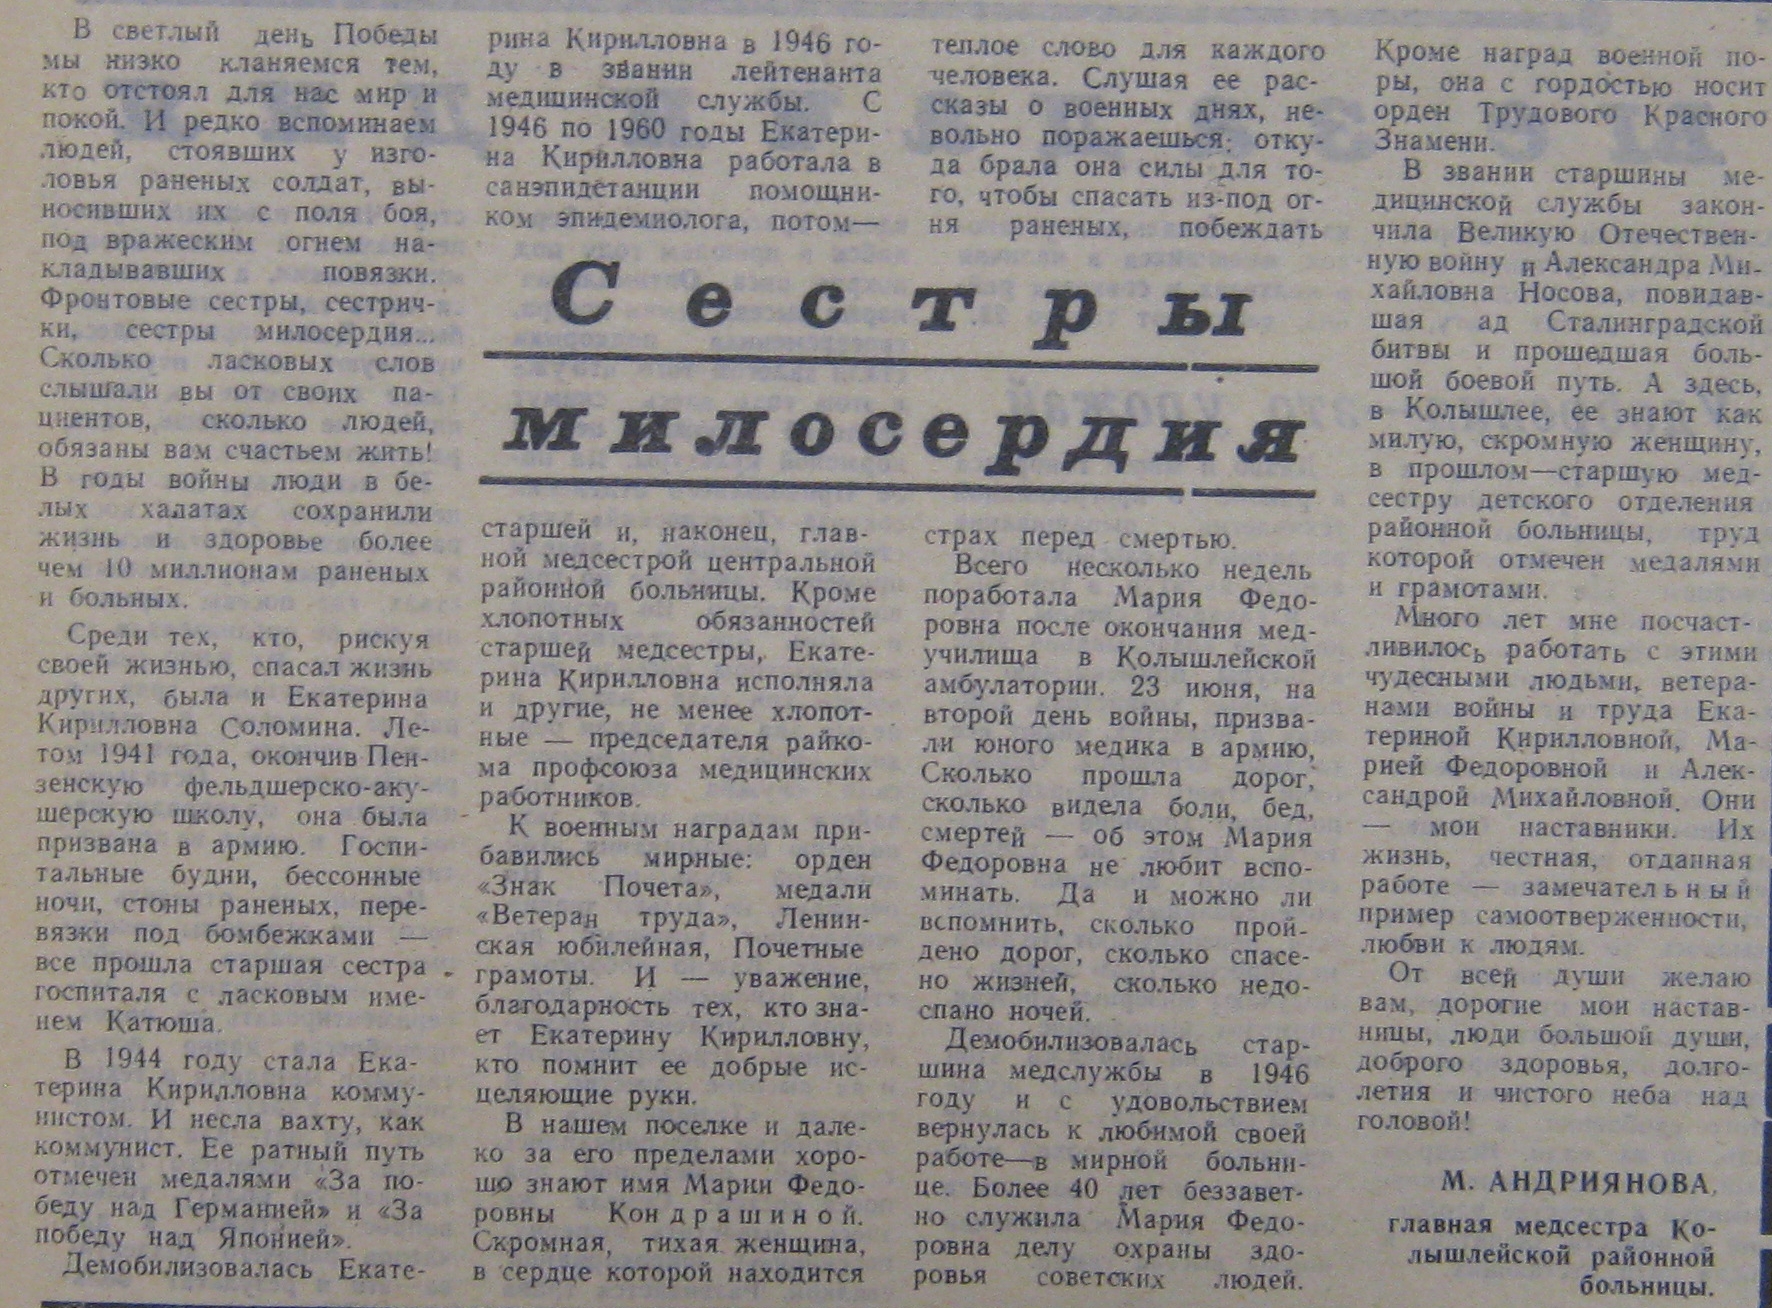 Сестры
милосердия
В светлый день Победы
мы низко кланяемся тем,
кто отстоял для нас мир и
покой. И редко вспоминаем
людей, стоявших у изго-
ловья раненых солдат, вы-
носивших их с поля боя,
под вражеским огнем на-
кладывавших повязки.
Фронтовые сестры, сестрич-
ки, сестры милосердия...
Сколько ласковых слов
слышали вы от своих па-
циентов, сколько людей,
обязаны вам счастьем жить!
В годы войны люди в бе-
лых халатах сохранили
жизнь и здоровье более
чем 10 миллионам раненых
и больных.
Среди тех, кто, рискуя
своей жизнью, спасал жизнь
других, была и Екатерина
Кирилловна Соломина. Ле-
том 1941 года, окончив Пен-
зенскую фельдшерско-аку-
шерскую школу, она была
призвана в армию. Госпи-
тальные будни, бессонные
ночи, стоны раненых, пере-
вязки под бомбежками —
все прошла старшая сестра
госпиталя с ласковым име-
нем Катюша.
В 1944 году стала Ека-
терина Кирилловна комму-
нистом. И несла вахту, как
коммунист. Ее ратный путь
отмечен медалями «За по-
беду над Германией» и «За
победу над Японией».
Демобилизовалась Екате-
рина Кирилловна в 1946 го-
ду в звании лейтенанта
медицинской службы. С
1946 по 1960 годы Екатери-
на Кирилловна работала в
санэпидстанции помощни-
ком эпидемиолога, потом—
старшей и, наконец, глав-
ной медсестрой центральной
районной больницы. Кроме
хлопотных обязанностей
старшей медсестры, Екате-
рина Кирилловна исполняла
и другие, не менее хлопот-
ные — председателя райко-
ма профсоюза медицинских
работников.
К военным наградам при-
бавились мирные: орден
«Знак Почета», медали
«Ветеран труда», Ленин-
ская юбилейная, Почетные
грамоты. И — уважение,
благодарность тех, кто зна-
ет Екатерину Кирилловну,
кто помнит ее добрые ис-
целяющие руки.
В нашем поселке и дале-
ко за его пределами хоро-
шо знают имя Марии Федо-
ровны Кондрашиной.
Скромная, тихая женщина,
в сердце которой находится
теплое слово для каждого
человека. Слушая ее рас-
сказы о военных днях, не-
вольно поражаешься: отку-
да брала она силы для то-
го, чтобы спасать из-под ог-
ня раненых, побеждать
страх перед смертью.
Всего несколько недель
поработала Мария Федо-
ровна после окончания мед-
училища в Колышлейской
амбулатории. 23 июня, на
второй день войны, призва-
ли юного медика в армию,
Сколько прошла дорог,
сколько видела боли, бед,
смертей — об этом Мария
Федоровна не любит вспо-
минать. Да и можно ли
вспомнить, сколько прой-
дено дорог, сколько спасе-
но жизней, сколько недо-
спано ночей.
Демобилизовалась стар-
шина медслужбы в 1946
году и с удовольствием
вернулась к любимой своей
работе—в мирной больни-
це. Более 40 лет беззавет-
но служила Мария Федо-
ровна делу охраны здо-
ровья советских людей.
Кроме наград военной по-
ры, она с гордостью носит
орден Трудового Красного
Знамени.
В звании старшины ме-
дицинской службы закон-
чила Великую Отечествен-
ную войну и Александра Ми-
хайловна Носова, повидав-
шая ад Сталинградской
битвы и прошедшая боль-
шой боевой путь. А здесь,
в Колышлее, ее знают как
милую, скромную женщину,
в прошлом—старшую мед-
сестру детского отделения
районной больницы, труд
которой отмечен медалями
и грамотами.
Много лет мне посчаст-
ливилось работать с этими
чудесными людьми, ветера-
нами войны и труда Ека-
териной Кирилловной, Ма-
рией Федоровной и Алек-
сандрой Михайловной. Они
— мои наставники. Их
жизнь, честная, отданная
работе — замечательный
пример самоотверженности,
любви к людям.
От всей души желаю
вам, дорогие мои настав-
ницы, люди большой души,
доброго здоровья, долго-
летия и чистого неба над
головой!
М. АНДРИЯНОВА,
главная медсестра Ко-
лышлейской районной
больницы.